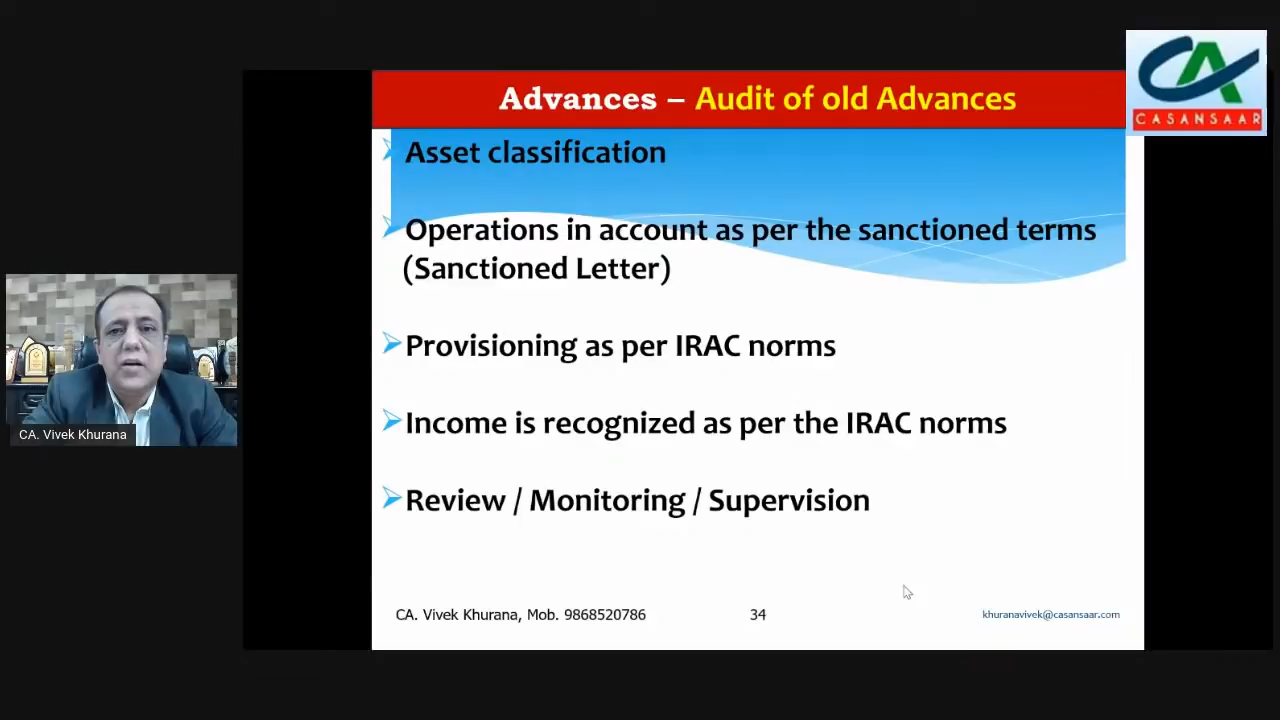 CASANSAAR
Advances – Audit of old Advances
Asset classification
Operations in account as per the sanctioned terms
(Sanctioned Letter)
Provisioning as per IRAC norms
Income is recognized as per the IRAC norms
Review / Monitoring / Supervision
CA. Vivek Khurana
CA. Vivek Khurana, Mob. 9868520786
34
khuranavivek@casansaar.com